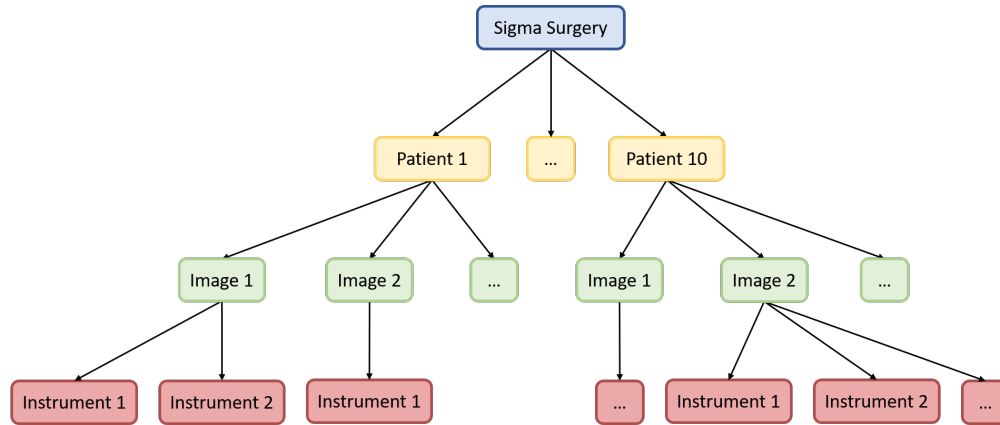 Sigma Surgery
Patient 1
...
Patient 10
Image 1
Image 2
...
Image 1
Image 2
...
Instrument 1
Instrument 2
Instrument 1
...
Instrument 1
Instrument 2
...